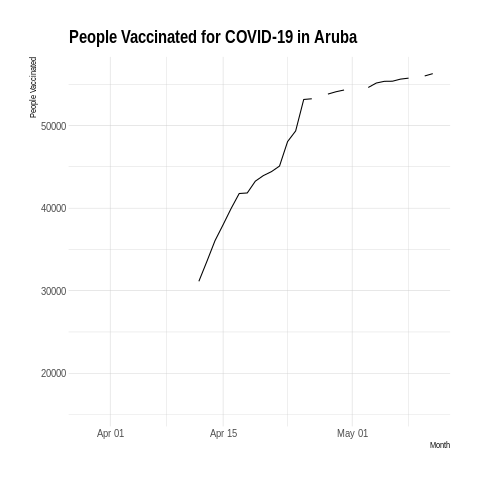 People Vaccinated for COVID-19 in Aruba
People Vaccinated
50000
40000
30000
20000
Apr 01
Apr 15
May 01
Month